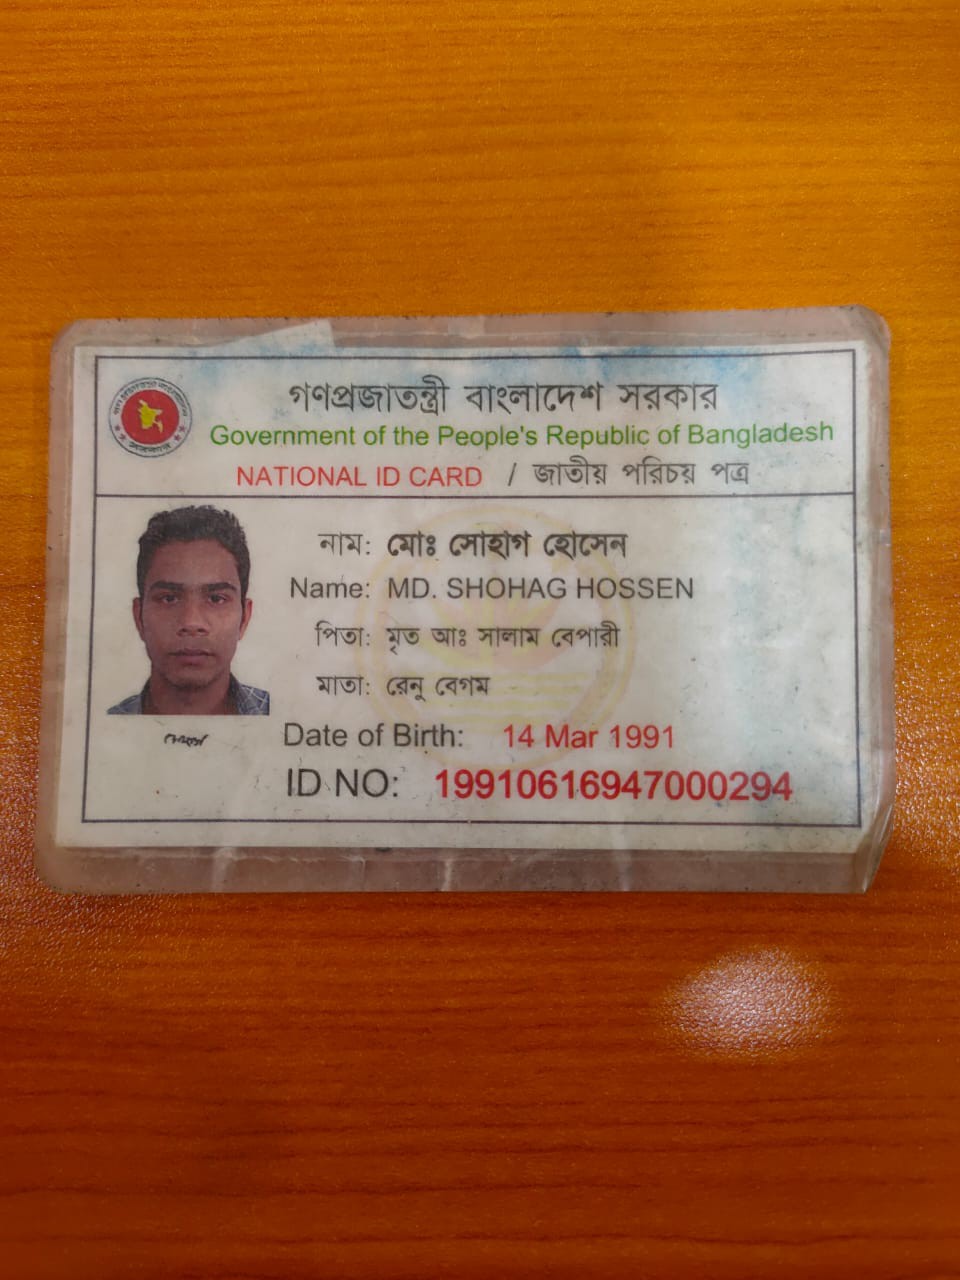 গণপ্রজাতন্ত্রী বাংলাদেশ সরকার
Government of the People's Republic of Bangladesh
NATIONAL ID CARD / জাতীয় পরিচয় পত্র
নাম: মোঃ সোহাগ হোসেন
Name: MD. SHOHAG HOSSEN
পিতা: মৃত আঃ সালাম বেপারী
মাতা: রেনু বেগম
Date of Birth: 14 Mar 1991
ID NO: 19910616947000294